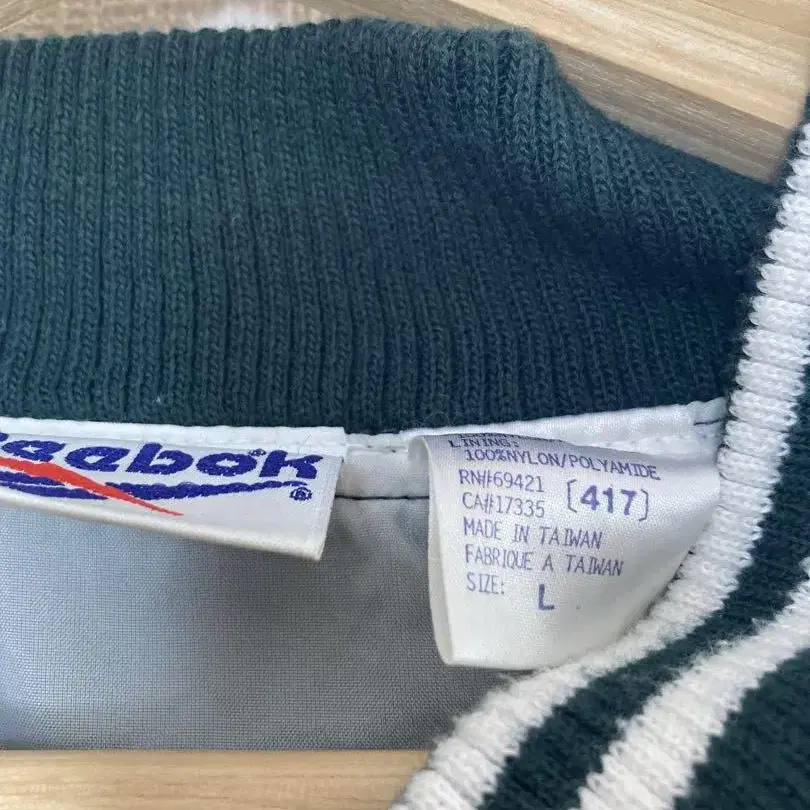 Reebok
®
LINING:
100%NYLON/POLYAMIDE
RN#69421
CA#17335 [417]
MADE IN TAIWAN
FABRIQUE A TAIWAN
SIZE: L